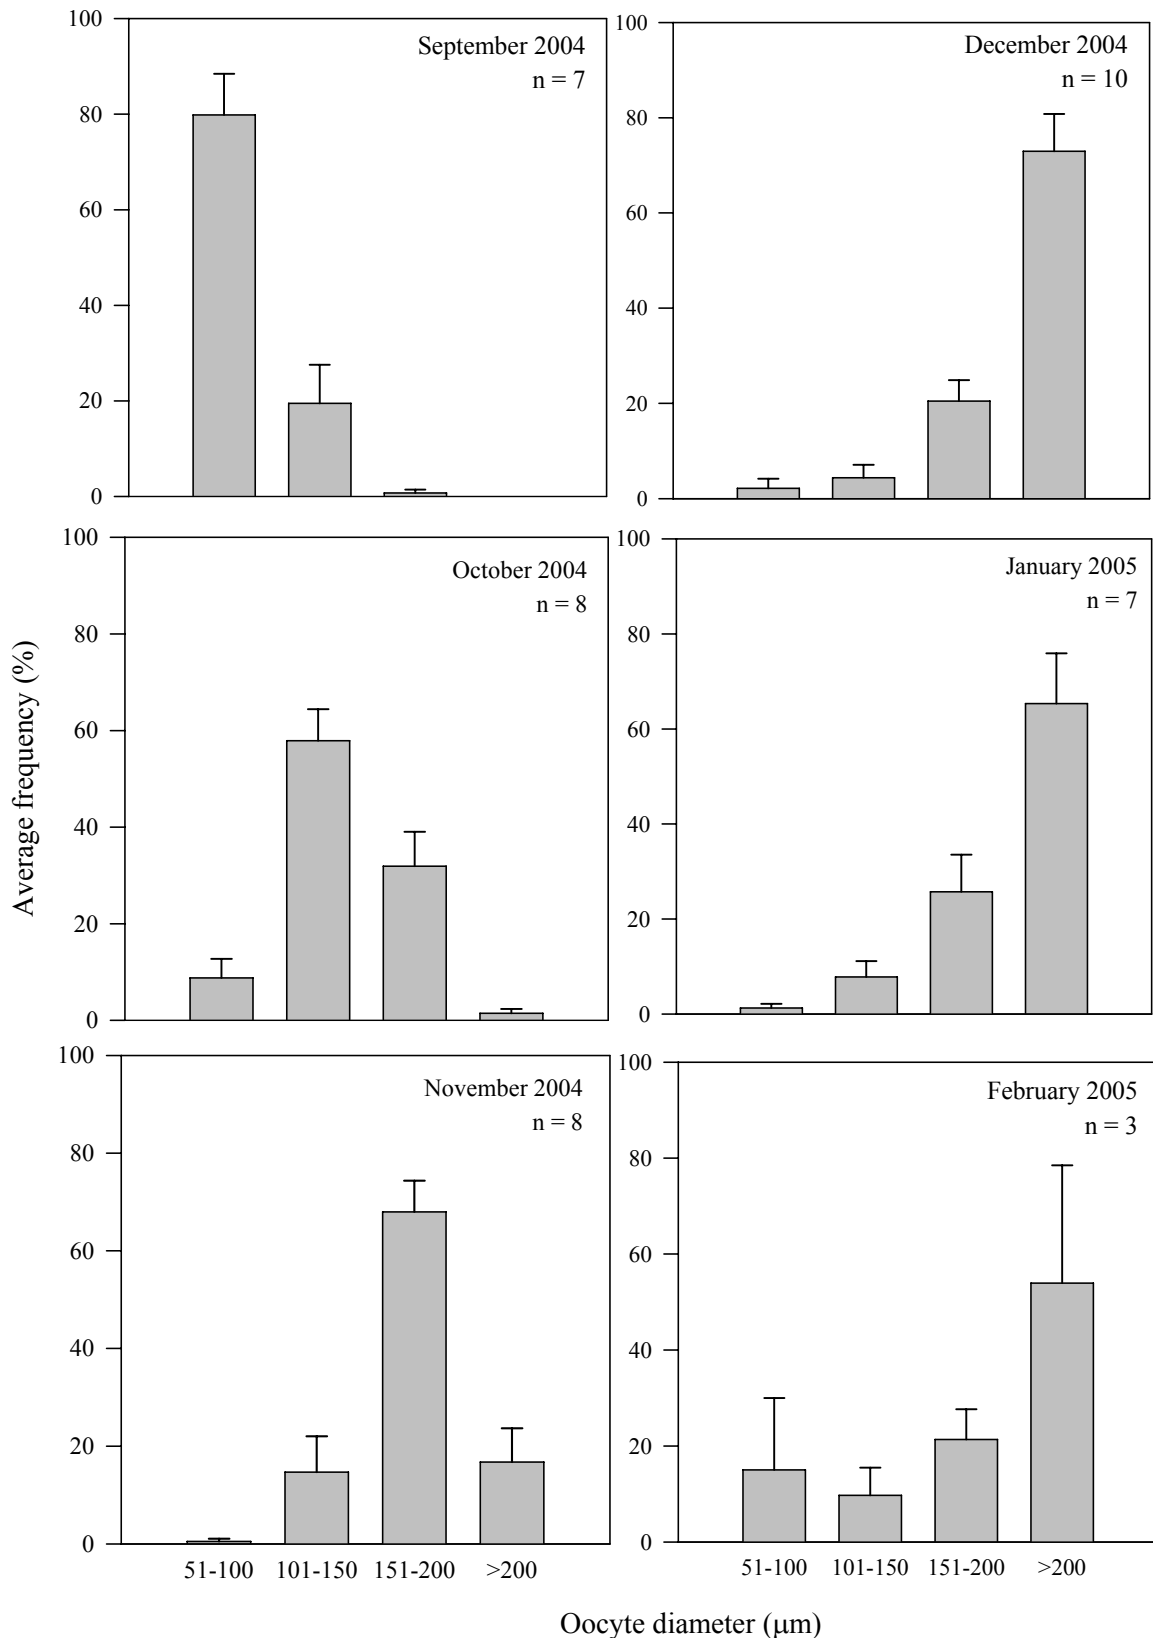 September 2004
n = 7
100
80
60
40
20
0
December 2004
n = 10
100
80
60
40
20
0
October 2004
n = 8
100
80
60
40
20
0
January 2005
n = 7
100
80
60
40
20
0
November 2004
n = 8
100
80
60
40
20
0
51-100 101-150 151-200 >200
February 2005
n = 3
100
80
60
40
20
0
51-100 101-150 151-200 >200
Average frequency (%)
Oocyte diameter (μm)